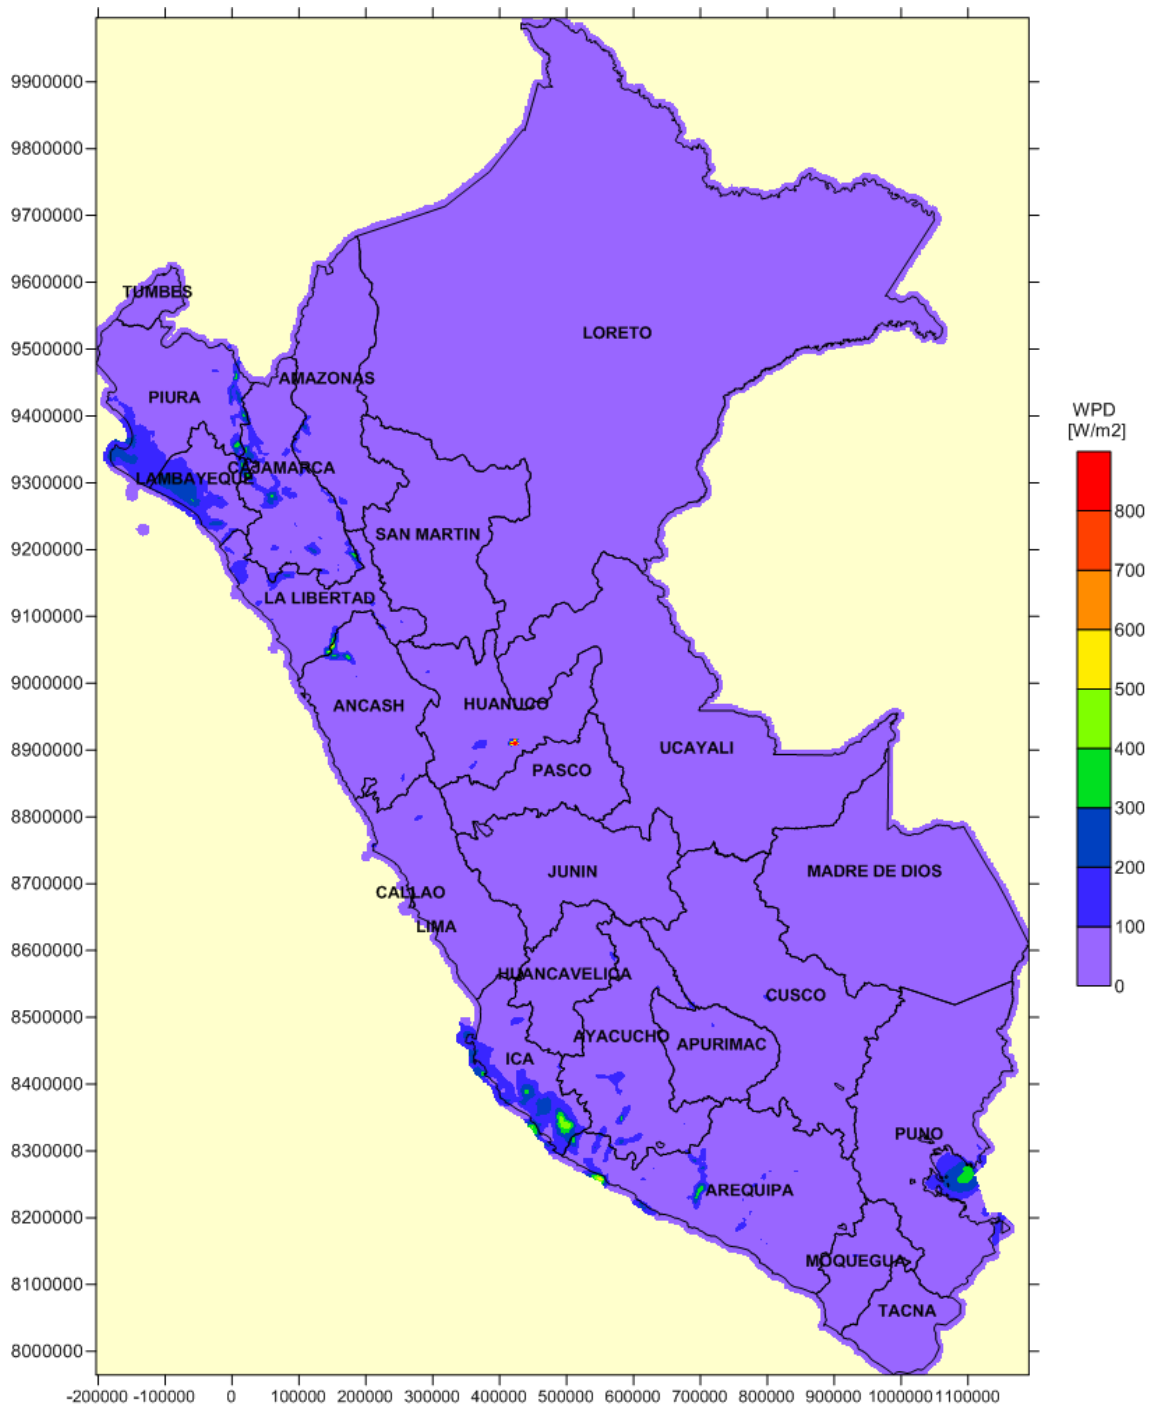 9900000
9800000
9700000
9600000
9500000
9400000
9300000
9200000
9100000
9000000
8900000
8800000
8700000
8600000
8500000
8400000
8300000
8200000
8100000
8000000
TUMBES
LORETO
AMAZONAS
PIURA
CAJAMARCA
LAMBAYEQUE
SAN MARTIN
LA LIBERTAD
ANCASH
HUANUCO
UCAYALI
PASCO
JUNIN
MADRE DE DIOS
CALLAO
LIMA
HUANCAVELICA
CUSCO
AYACUCHO
APURIMAC
ICA
PUNO
AREQUIPA
MOQUEGUA
TACNA
-200000 -100000 0 100000 200000 300000 400000 500000 600000 700000 800000 900000 1000000 1100000
WPD
[W/m2]
800
700
600
500
400
300
200
100
0